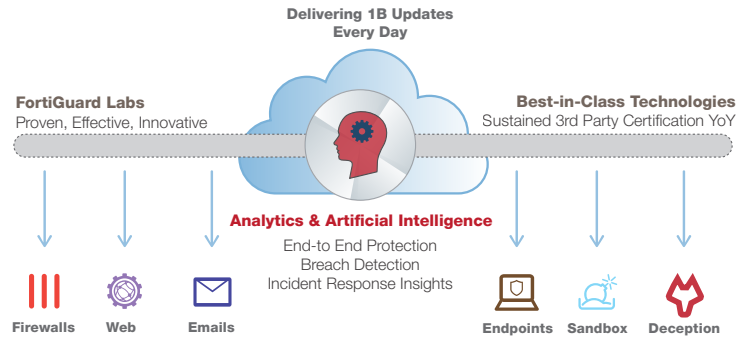 Delivering 1B Updates
Every Day
FortiGuard Labs
Proven, Effective, Innovative
Best-in-Class Technologies
Sustained 3rd Party Certification YoY
Analytics & Artificial Intelligence
End-to End Protection
Breach Detection
Incident Response Insights
Firewalls
Web
Emails
Endpoints
Sandbox
Deception